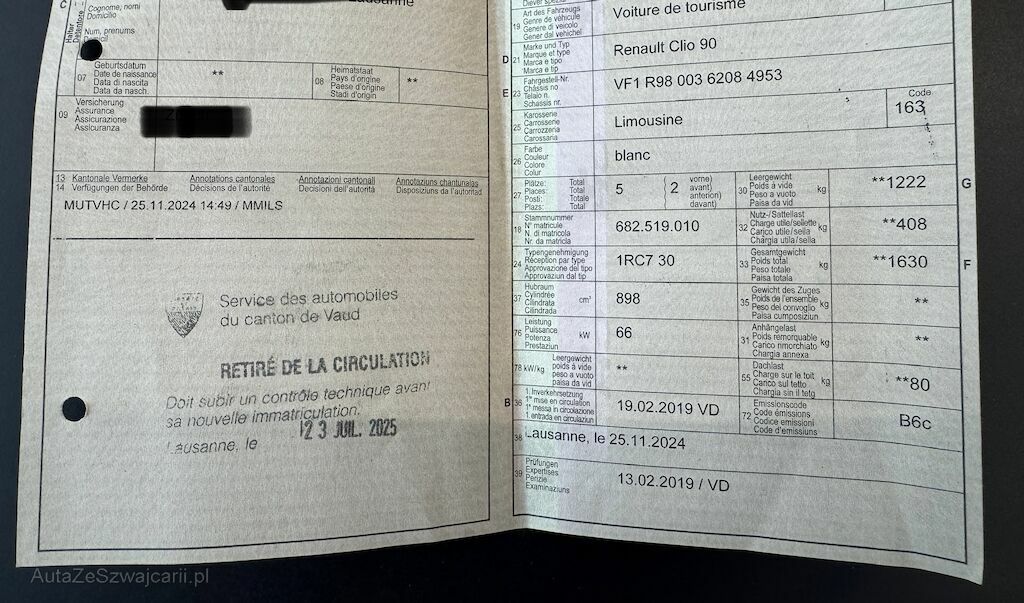 C
Cognome, nomi
Domicilio
Num, prenums
Lausanne
Halter
07
Geburtsdatum
Date de naissance
Data di nascita
Data da nasch.
**
08
Heimatstaat
Pays d'origine
Paese d'origine
Stadi d'origin
**
09
Versicherung
Assurance
Assicurazione
Assicuranza
13 Kantonale Vermerke
14 Verfügungen der Behörde
Annotations cantonales
Décisions de l'autorité
Annotazioni cantonali
Decisioni dell'autorità
Annotaziuns chantunalas
Disposiziuns da l'autoritad
MUTVHC / 25.11.2024 14:49 / MMILS
Service des automobiles
du canton de Vaud
RETIRÉ DE LA CIRCULATION
Doit subir un contrôle technique avant
sa nouvelle immatriculation.
Lausanne, le
23 JUIL. 2025
19
Art des Fahrzeugs
Genre de véhicule
Genere di veicolo
Gener dal vehichel
Voiture de tourisme
D 21
Marke und Typ
Marque et type
Marca e tipo
Marca e tip
Renault Clio 90
E 23
Fahrgestell-Nr.
Châssis no
Telaio n.
Schassis nr.
VF1 R98 003 6208 4953
25
Karosserie
Carrosserie
Carrozzeria
Carossaria
Limousine
Code
163
26
Farbe
Couleur
Colore
Colur
blanc
27
Plätze: Total
Places: Total
Posti: Totale
Plazs: Total
5
( 2
vorne)
avant)
anteriori)
davant)
30
Leergewicht
Poids à vide
Peso a vuoto
Paisa da vid
kg
**1222
G
18
Stammnummer
N° matricule
N. di matricola
Nr. da matricla
682.519.010
32
Nutz-/Sattellast
Charge utile/sellette
Carico utile/sella
Chargia utila/sella
kg
**408
24
Typengenehmigung
Réception par type
Approvazione del tipo
Approvaziun dal tip
1RC7 30
33
Gesamtgewicht
Poids total
Peso totale
Paisa totala
kg
**1630
F
37
Hubraum
Cylindrée
Cilindrata
Cilindrada
cm³
898
35
Gewicht des Zuges
Poids de l'ensemble
Peso del convoglio
Paisa cumposiziun
kg
**
76
Leistung
Puissance
Potenza
Prestaziun
kW
66
31
Anhängelast
Poids remorquable
Carico rimorchiato
Chargia annexa
kg
**
78 kW/kg
Leergewicht
poids à vide
peso a vuoto
paisa da vid
**
55
Dachlast
Charge sur le toit
Carico sul tetto
Chargia sin il tetg
kg
**80
B 36
1. Inverkehrsetzung
1re mise en circulation
1a messa in circolazione
1. entrada en circulaziun
19.02.2019 VD
72
Emissionscode
Code émissions
Codice emissioni
Code d'emissiuns
B6c
38
Lausanne, le 25.11.2024
39
Prüfungen
Expertises
Perizie
Examinaziuns
13.02.2019 / VD
AutaZeSzwajcarii.pl